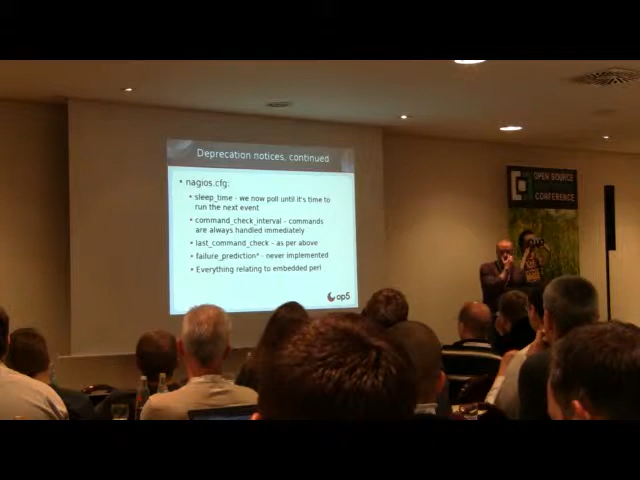 Deprecation notices, continued
• nagios.cfg:
• sleep_time - we now poll until it's time to
run the next event
• command_check_interval - commands
are always handled immediately
• last_command_check - as per above
• failure_prediction* - never implemented
• Everything relating to embedded perl
op5
OPEN SOURCE
CONFERENCE